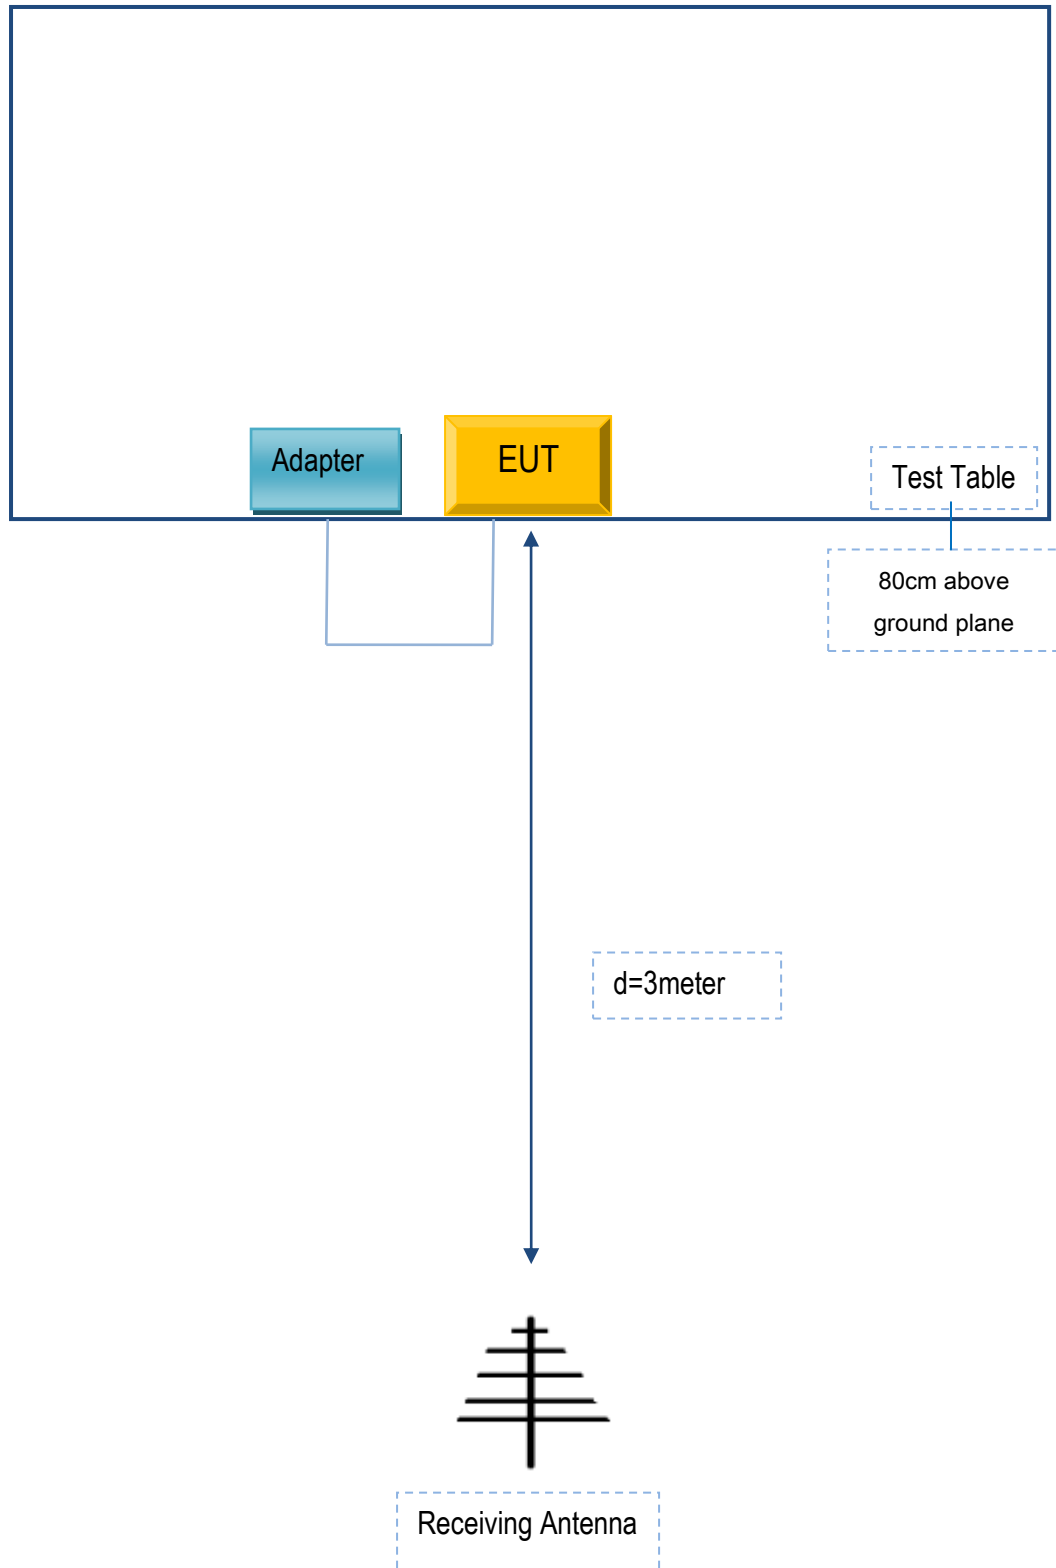 Adapter
EUT
Test Table
80cm above
ground plane
d=3meter
Receiving Antenna